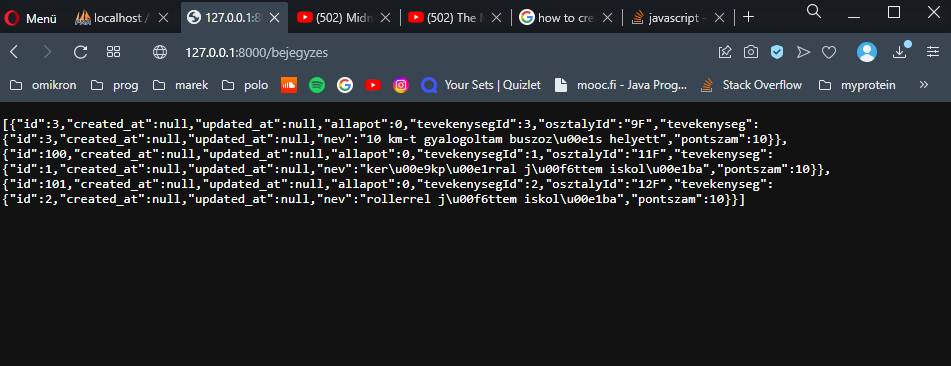 Menü
localhost /
127.0.0.1:8
(502) Midn
(502) The M
how to cre
javascript -
127.0.0.1:8000/bejegyzes
omikron
prog
marek
polo
Your Sets | Quizlet
mooc.fi - Java Prog...
Stack Overflow
myprotein
»
[{"id":3,"created_at":null,"updated_at":null,"allapot":0,"tevekenysegId":3,"osztalyId":"9F","tevekenyseg":
{"id":3,"created_at":null,"updated_at":null,"nev":"10 km-t gyalogoltam buszoz\u00e1s helyett","pontszam":10}},
{"id":100,"created_at":null,"updated_at":null,"allapot":0,"tevekenysegId":1,"osztalyId":"11F","tevekenyseg":
{"id":1,"created_at":null,"updated_at":null,"nev":"ker\u00e9kp\u00e1rral j\u00f6ttem iskol\u00e1ba","pontszam":10}},
{"id":101,"created_at":null,"updated_at":null,"allapot":0,"tevekenysegId":2,"osztalyId":"12F","tevekenyseg":
{"id":2,"created_at":null,"updated_at":null,"nev":"rollerrel j\u00f6ttem iskol\u00e1ba","pontszam":10}}]